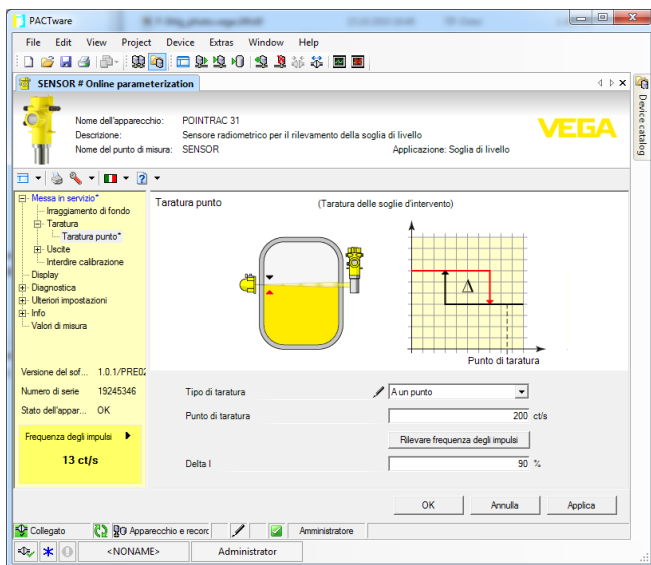 PACTware
File Edit View Project Device Extras Window Help
SENSOR # Online parameterization
Device catalog
Nome dell'apparecchio: POINTRAC 31
Descrizione: Sensore radiometrico per il rilevamento della soglia di livello
Nome del punto di misura: SENSOR Applicazione: Soglia di livello
VEGA
Messa in servizio*
Irraggiamento di fondo
Taratura
Taratura punto*
Uscite
Interdire calibrazione
Display
Diagnostica
Ulteriori impostazioni
Info
Valori di misura
Versione del sof... 1.0.1/PRE02
Numero di serie 19245346
Stato dell'appar... OK
Frequenza degli impulsi
13 ct/s
Taratura punto (Taratura delle soglie d'intervento)
Δ
Punto di taratura
Tipo di taratura A un punto
Punto di taratura 200 ct/s
Rilevare frequenza degli impulsi
Delta I 90 %
OK Annulla Applica
Collegato Apparecchio e recorc Amministratore
<NONAME> Administrator